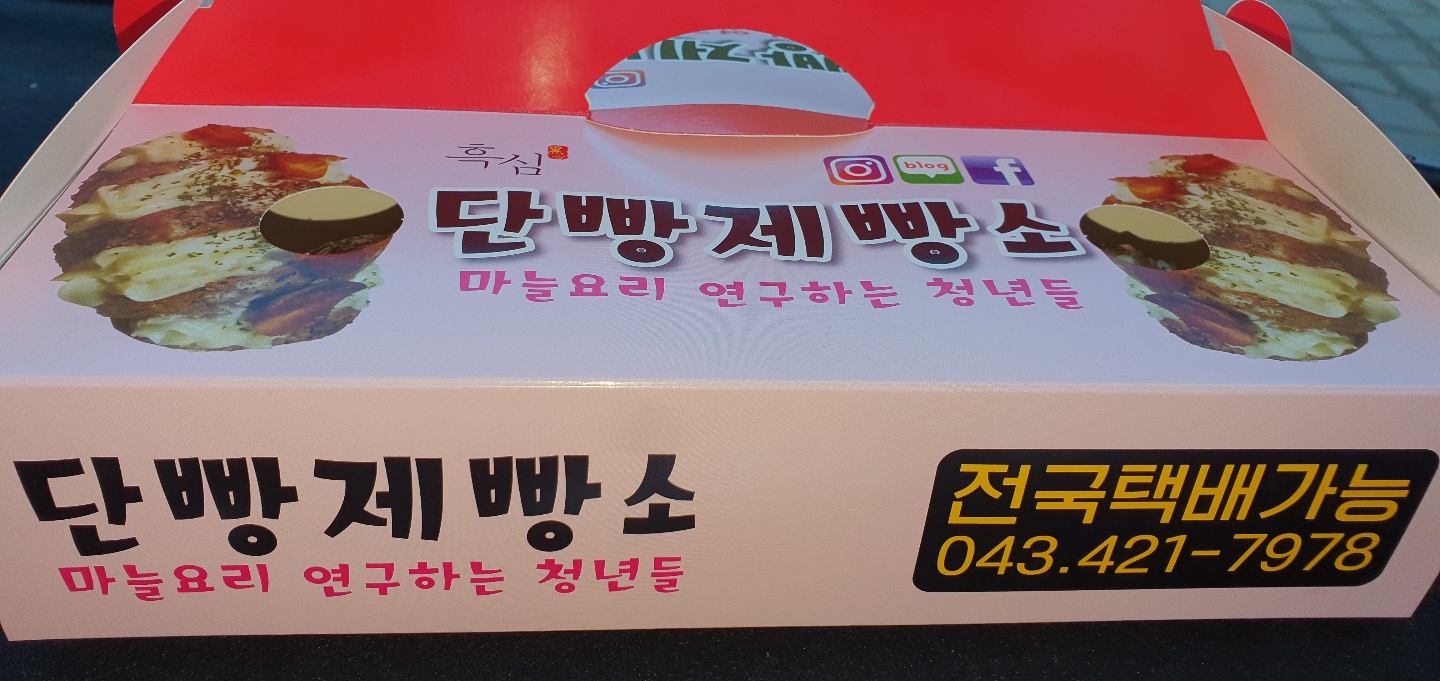 흑심
blog
단빵제빵소
마늘요리 연구하는 청년들
단빵제빵소
마늘요리 연구하는 청년들
전국택배가능
043.421-7978